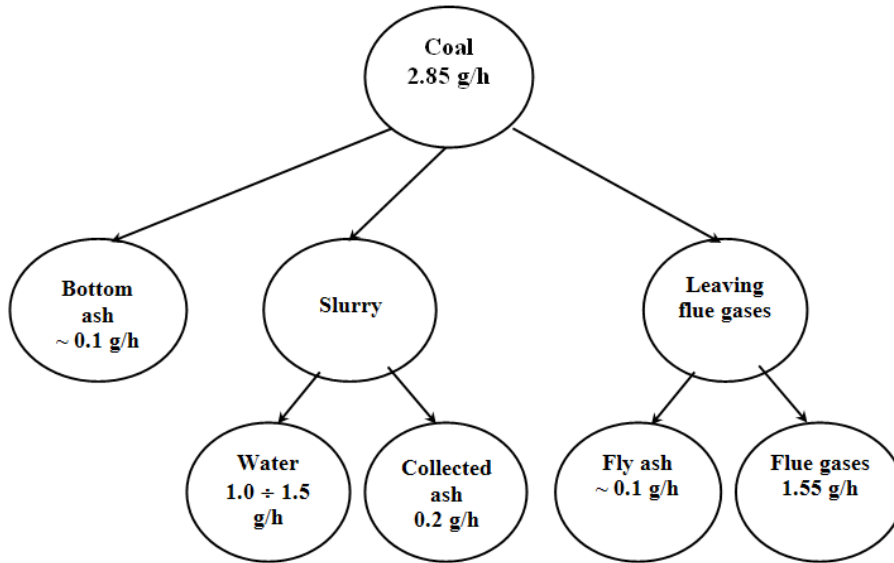 Coal
2.85 g/h
Bottom
ash
~ 0.1 g/h
Slurry
Leaving
flue gases
Water
1.0 ÷ 1.5
g/h
Collected
ash
0.2 g/h
Fly ash
~ 0.1 g/h
Flue gases
1.55 g/h